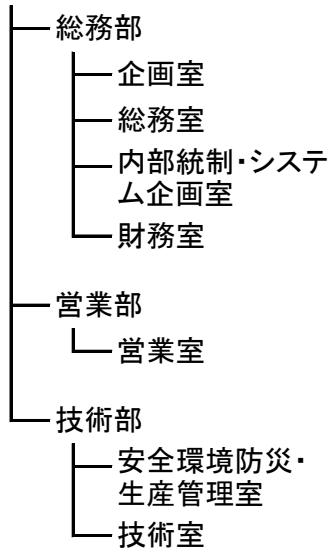 総務部
企画室
総務室
内部統制・システ
ム企画室
財務室
営業部
営業室
技術部
安全環境防災・
生産管理室
技術室